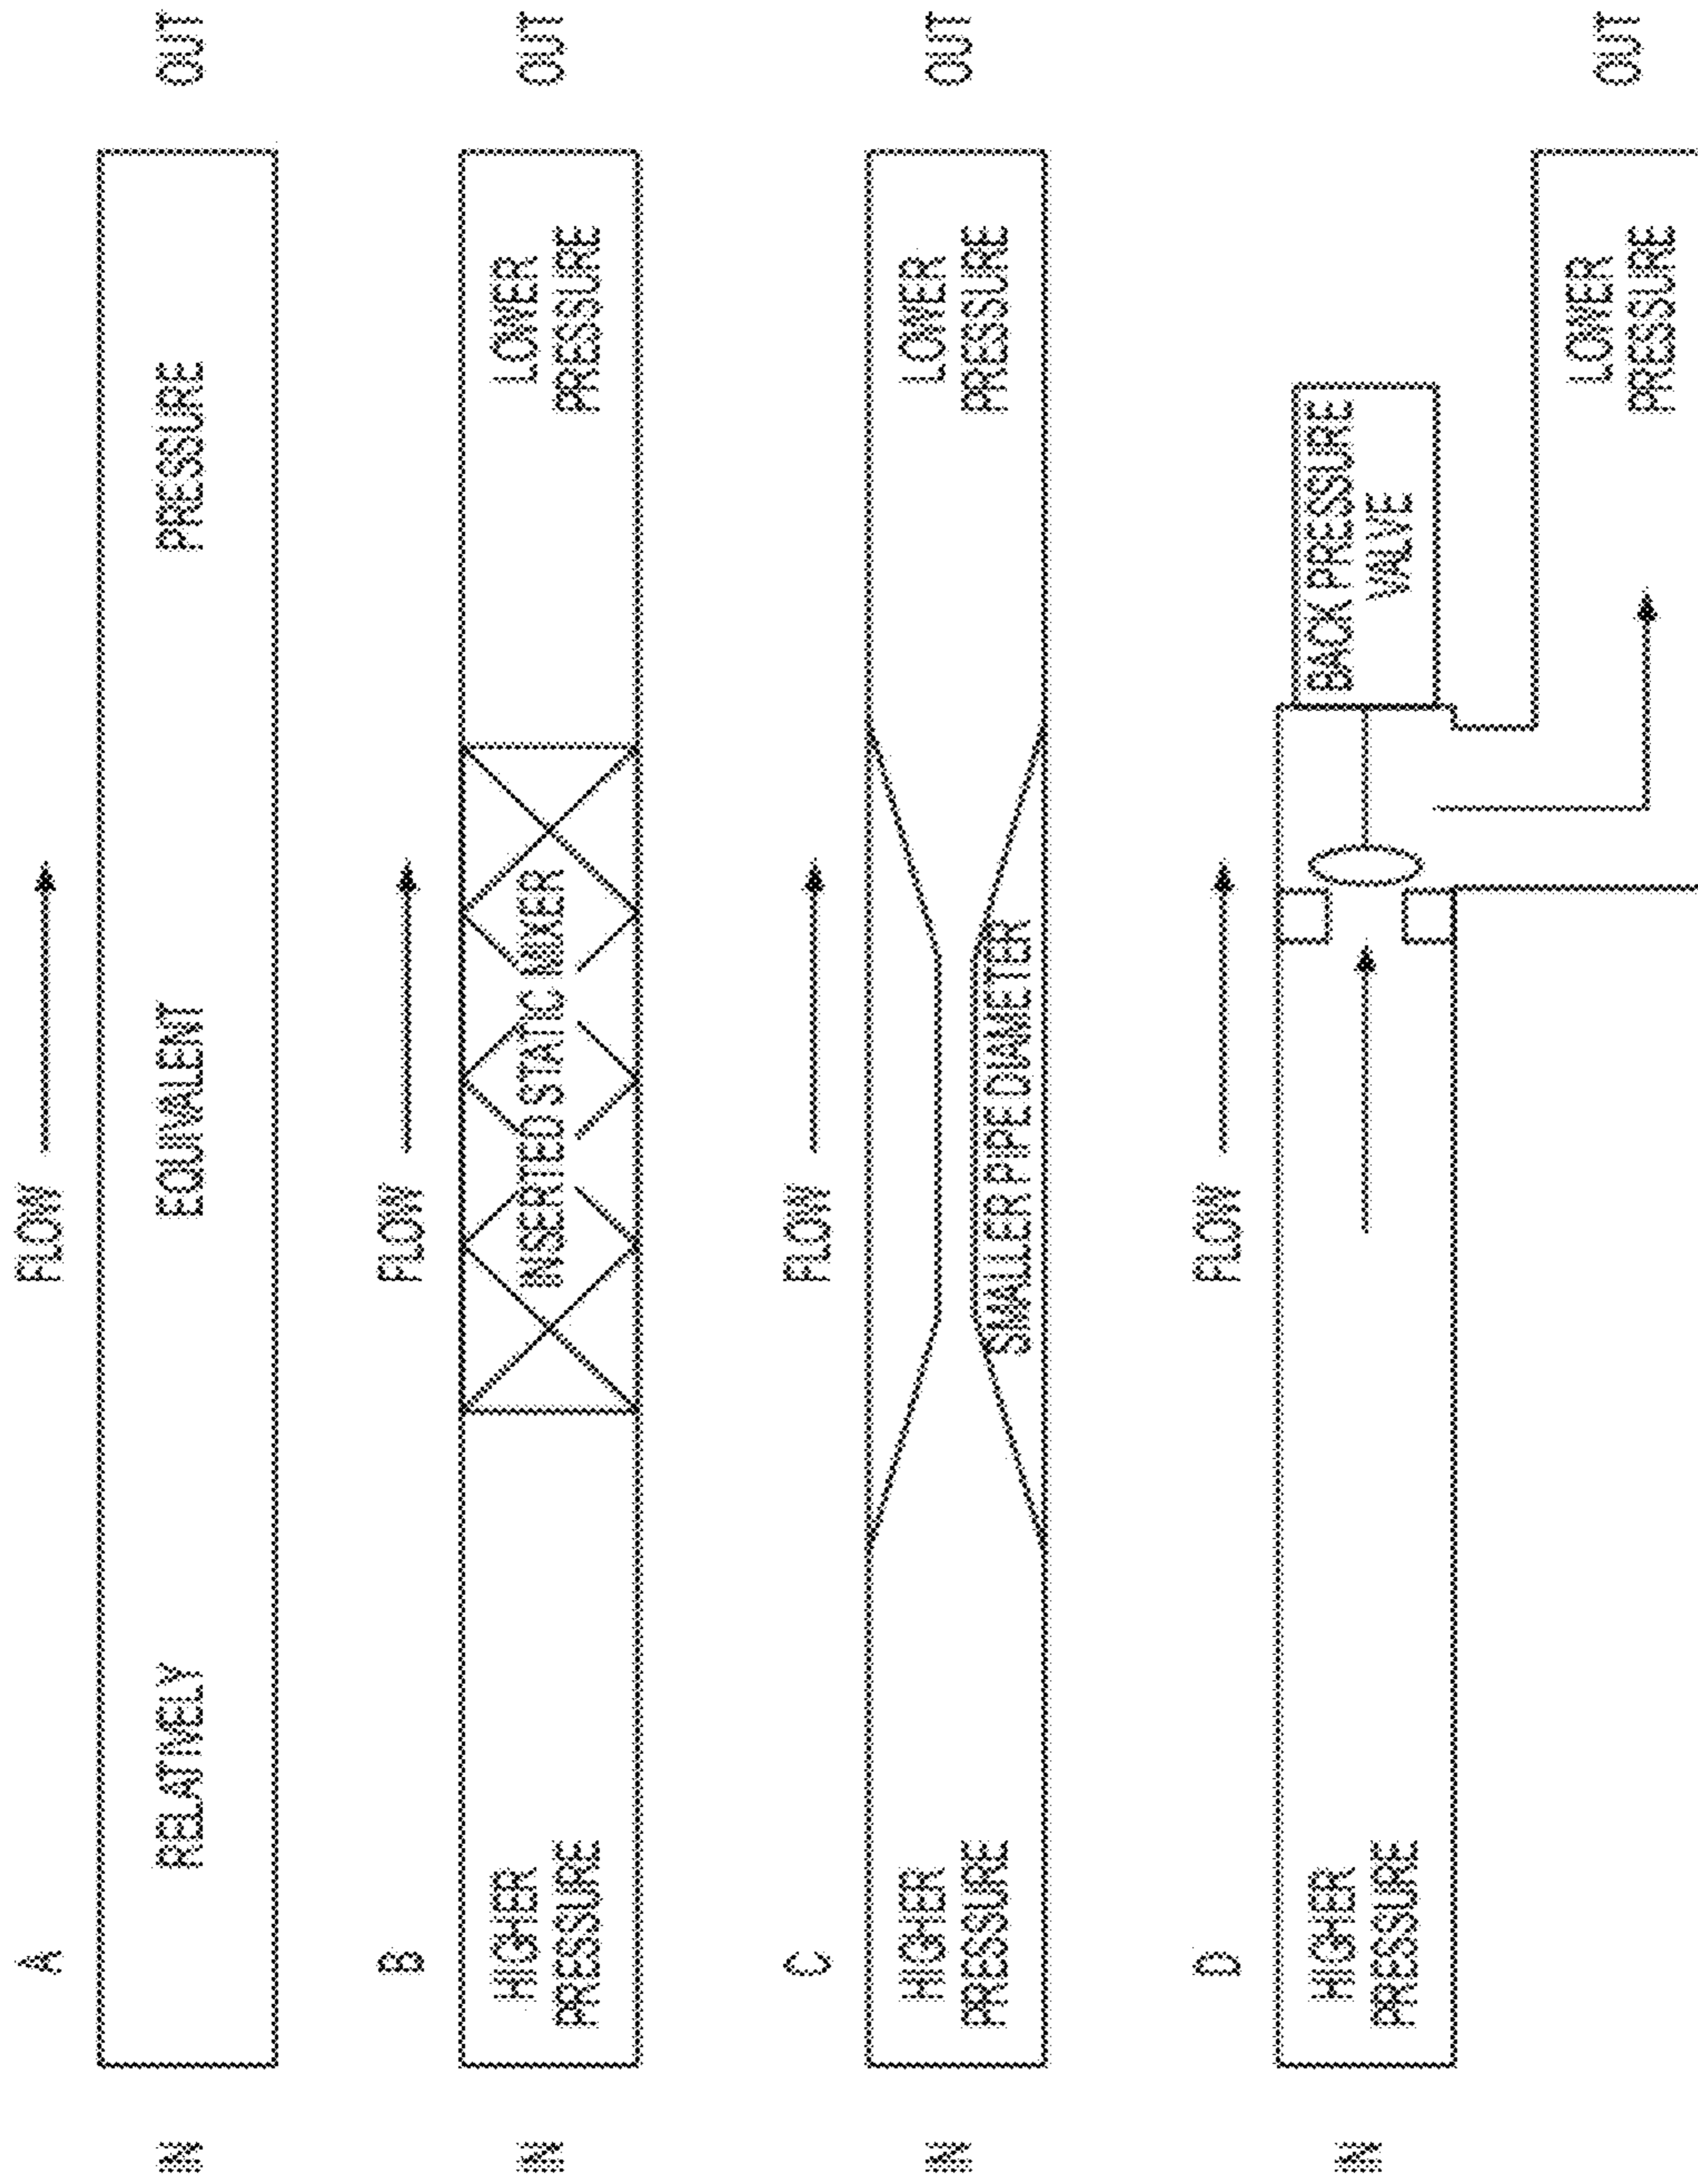 A
FLOW
IN
RELATIVELY
EQUIVALENT
PRESSURE
OUT
B
FLOW
IN
HIGHER
PRESSURE
INSERTED STATIC MIXER
LOWER
PRESSURE
OUT
C
FLOW
IN
HIGHER
PRESSURE
SMALLER PIPE DIAMETER
LOWER
PRESSURE
OUT
D
FLOW
IN
HIGHER
PRESSURE
BACK PRESSURE
VALVE
LOWER
PRESSURE
OUT